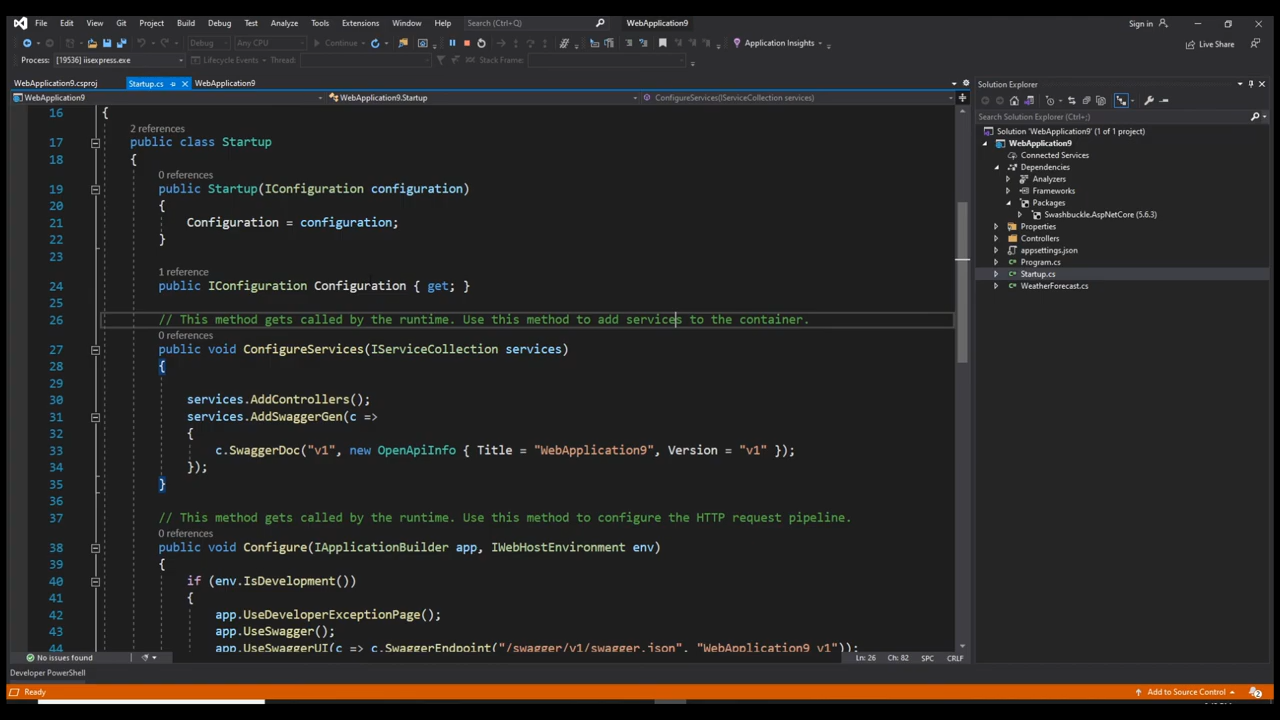 File Edit View Git Project Build Debug Test Analyze Tools Extensions Window Help Search (Ctrl+Q) WebApplication9 Sign in
Debug Any CPU Continue Application Insights Live Share
Process: [19536] iisexpress.exe Lifecycle Events Thread: Stack Frame:
WebApplication9.csproj Startup.cs WebApplication9
WebApplication9 WebApplication9.Startup ConfigureServices(IServiceCollection services)
16 {
2 references
17 public class Startup
18 {
0 references
19 public Startup(IConfiguration configuration)
20 {
21 Configuration = configuration;
22 }
23
1 reference
24 public IConfiguration Configuration { get; }
25
26 // This method gets called by the runtime. Use this method to add services to the container.
0 references
27 public void ConfigureServices(IServiceCollection services)
28 {
29
30 services.AddControllers();
31 services.AddSwaggerGen(c =>
32 {
33 c.SwaggerDoc("v1", new OpenApiInfo { Title = "WebApplication9", Version = "v1" });
34 });
35 }
36
37 // This method gets called by the runtime. Use this method to configure the HTTP request pipeline.
0 references
38 public void Configure(IApplicationBuilder app, IWebHostEnvironment env)
39 {
40 if (env.IsDevelopment())
41 {
42 app.UseDeveloperExceptionPage();
43 app.UseSwagger();
44 app.UseSwaggerUI(c => c.SwaggerEndpoint("/swagger/v1/swagger.json", "WebApplication9 v1"));
No issues found Ln: 26 Ch: 82 SPC CRLF
Developer PowerShell
Ready Add to Source Control 2
Solution Explorer
Search Solution Explorer (Ctrl+;)
Solution 'WebApplication9' (1 of 1 project)
WebApplication9
Connected Services
Dependencies
Analyzers
Frameworks
Packages
Swashbuckle.AspNetCore (5.6.3)
Properties
Controllers
appsettings.json
Program.cs
Startup.cs
WeatherForecast.cs